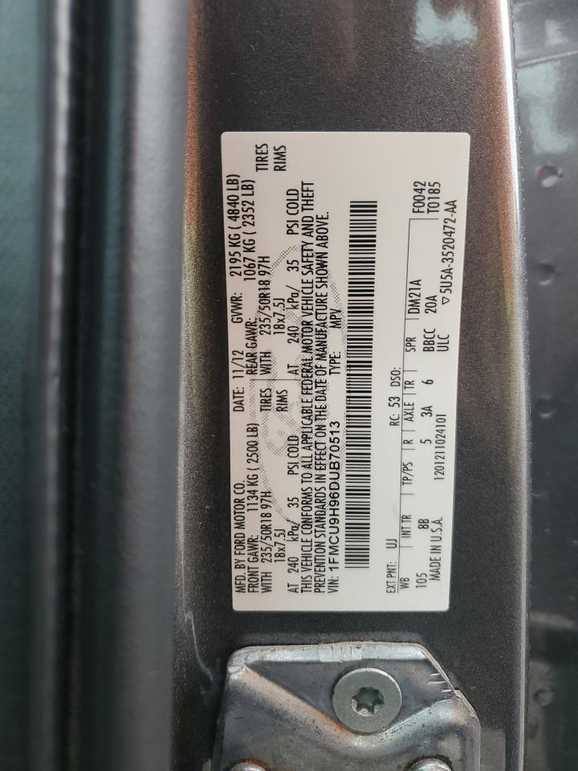 MFD. BY FORD MOTOR CO. DATE: 11/12 GVWR: 2195 KG ( 4840 LB)
FRONT GAWR: 1134 KG ( 2500 LB) REAR GAWR: 1067 KG ( 2352 LB)
WITH 235/50R18 97H TIRES WITH 235/50R18 97H TIRES
18x7.5J RIMS 18x7.5J RIMS
AT 240 kPa/ 35 PSI COLD AT 240 kPa/ 35 PSI COLD
THIS VEHICLE CONFORMS TO ALL APPLICABLE FEDERAL MOTOR VEHICLE SAFETY AND THEFT
PREVENTION STANDARDS IN EFFECT ON THE DATE OF MANUFACTURE SHOWN ABOVE.
VIN: 1FMCU9H96DUB70513 TYPE: MPV
EXT PNT: UJ RC: 53 DSO: F0042
WB INT TR TP/PS R AXLE TR SPR DM21A T0185
105 8B 5 3A 6 BBCC 20A
MADE IN U.S.A. 1201211024101 ULC ▽5U5A-3520472-AA